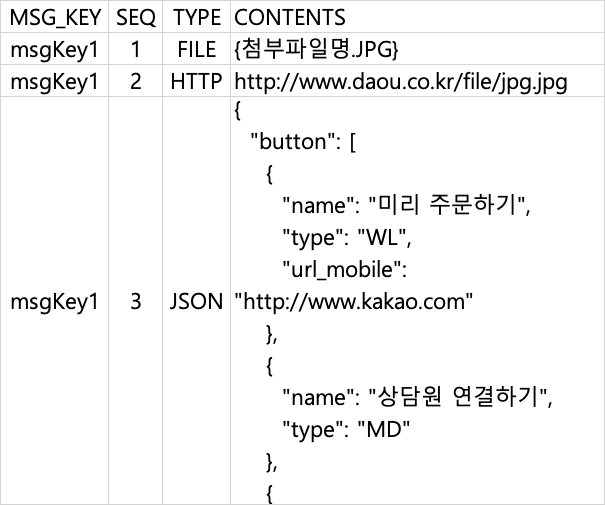 MSG_KEY SEQ TYPE CONTENTS
msgKey1 1 FILE {첨부파일명.JPG}
msgKey1 2 HTTP http://www.daou.co.kr/file/jpg.jpg
{
"button": [
{
"name": "미리 주문하기",
"type": "WL",
"url_mobile":
msgKey1 3 JSON "http://www.kakao.com"
},
{
"name": "상담원 연결하기",
"type": "MD"
},
{